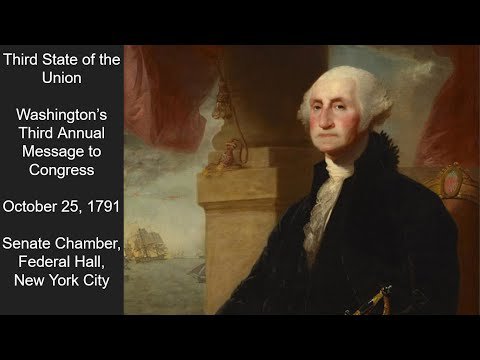 Third State of the
Union
Washington’s
Third Annual
Message to
Congress
October 25, 1791
Senate Chamber,
Federal Hall,
New York City